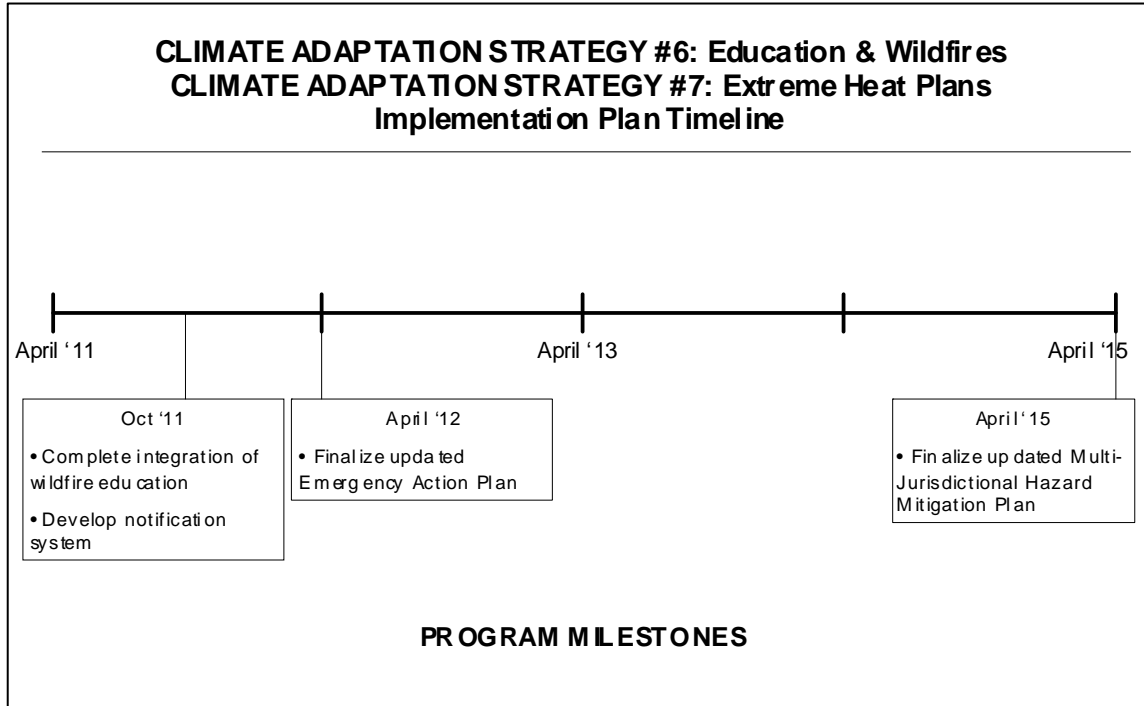 CLIMATE ADAPTATION STRATEGY #6: Education & Wildfires
CLIMATE ADAPTATION STRATEGY #7: Extreme Heat Plans
Implementation Plan Timeline
April ‘11
April ‘13
April ‘15
Oct ‘11
• Complete integration of
wildfire education
• Develop notification
system
April ‘12
• Finalize updated
Emergency Action Plan
April ‘15
• Finalize updated Multi-
Jurisdictional Hazard
Mitigation Plan
PROGRAM MILESTONES